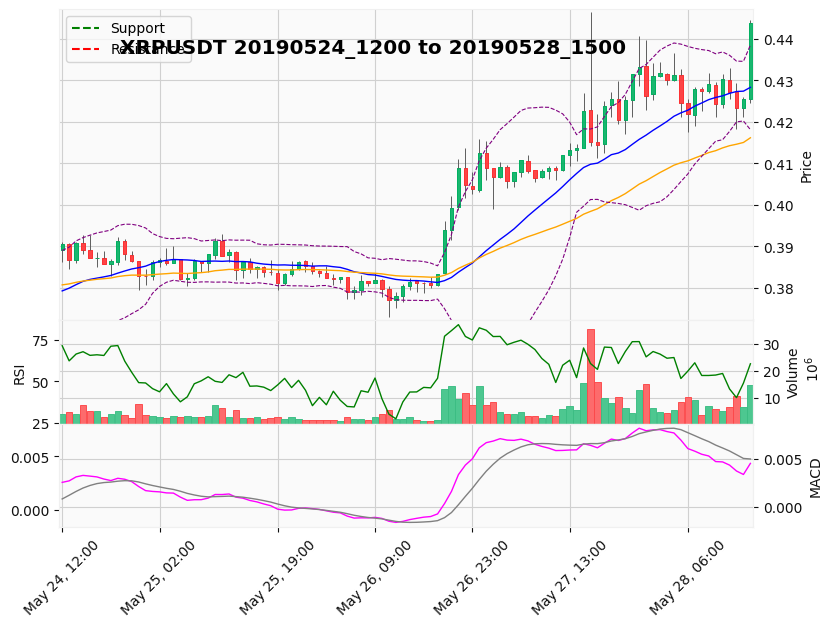 Support
Resistance
XRPUSDT 20190524_1200 to 20190528_1500
0.44
0.43
0.42
0.41
0.40
0.39
0.38
Price
75
50
25
RSI
30
20
10
Volume
10^6
0.005
0.000
0.005
0.000
MACD
May 24, 12:00
May 25, 02:00
May 25, 19:00
May 26, 09:00
May 26, 23:00
May 27, 13:00
May 28, 06:00